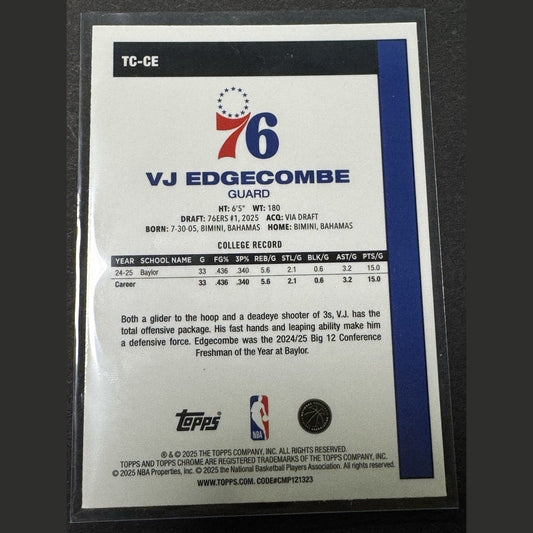 TC-CE
76
VJ EDGECOMBE
GUARD
HT: 6'5" WT: 180
DRAFT: 76ERS #1, 2025 ACQ: VIA DRAFT
BORN: 7-30-05, BIMINI, BAHAMAS HOME: BIMINI, BAHAMAS
COLLEGE RECORD
YEAR SCHOOL NAME G FG% 3P% REB/G STL/G BLK/G AST/G PTS/G
24-25 Baylor 33 .436 .340 5.6 2.1 0.6 3.2 15.0
Career 33 .436 .340 5.6 2.1 0.6 3.2 15.0
Both a glider to the hoop and a deadeye shooter of 3s, V.J. has the
total offensive package. His fast hands and leaping ability make him
a defensive force. Edgecombe was the 2024/25 Big 12 Conference
Freshman of the Year at Baylor.
topps NBA
® & © 2025 THE TOPPS COMPANY, INC. ALL RIGHTS RESERVED.
TOPPS AND TOPPS CHROME ARE REGISTERED TRADEMARKS OF THE TOPPS COMPANY, INC.
© 2025 NBA Properties, Inc. © 2025 the National Basketball Players Association. All rights reserved.
WWW.TOPPS.COM. CODE#CMP121323